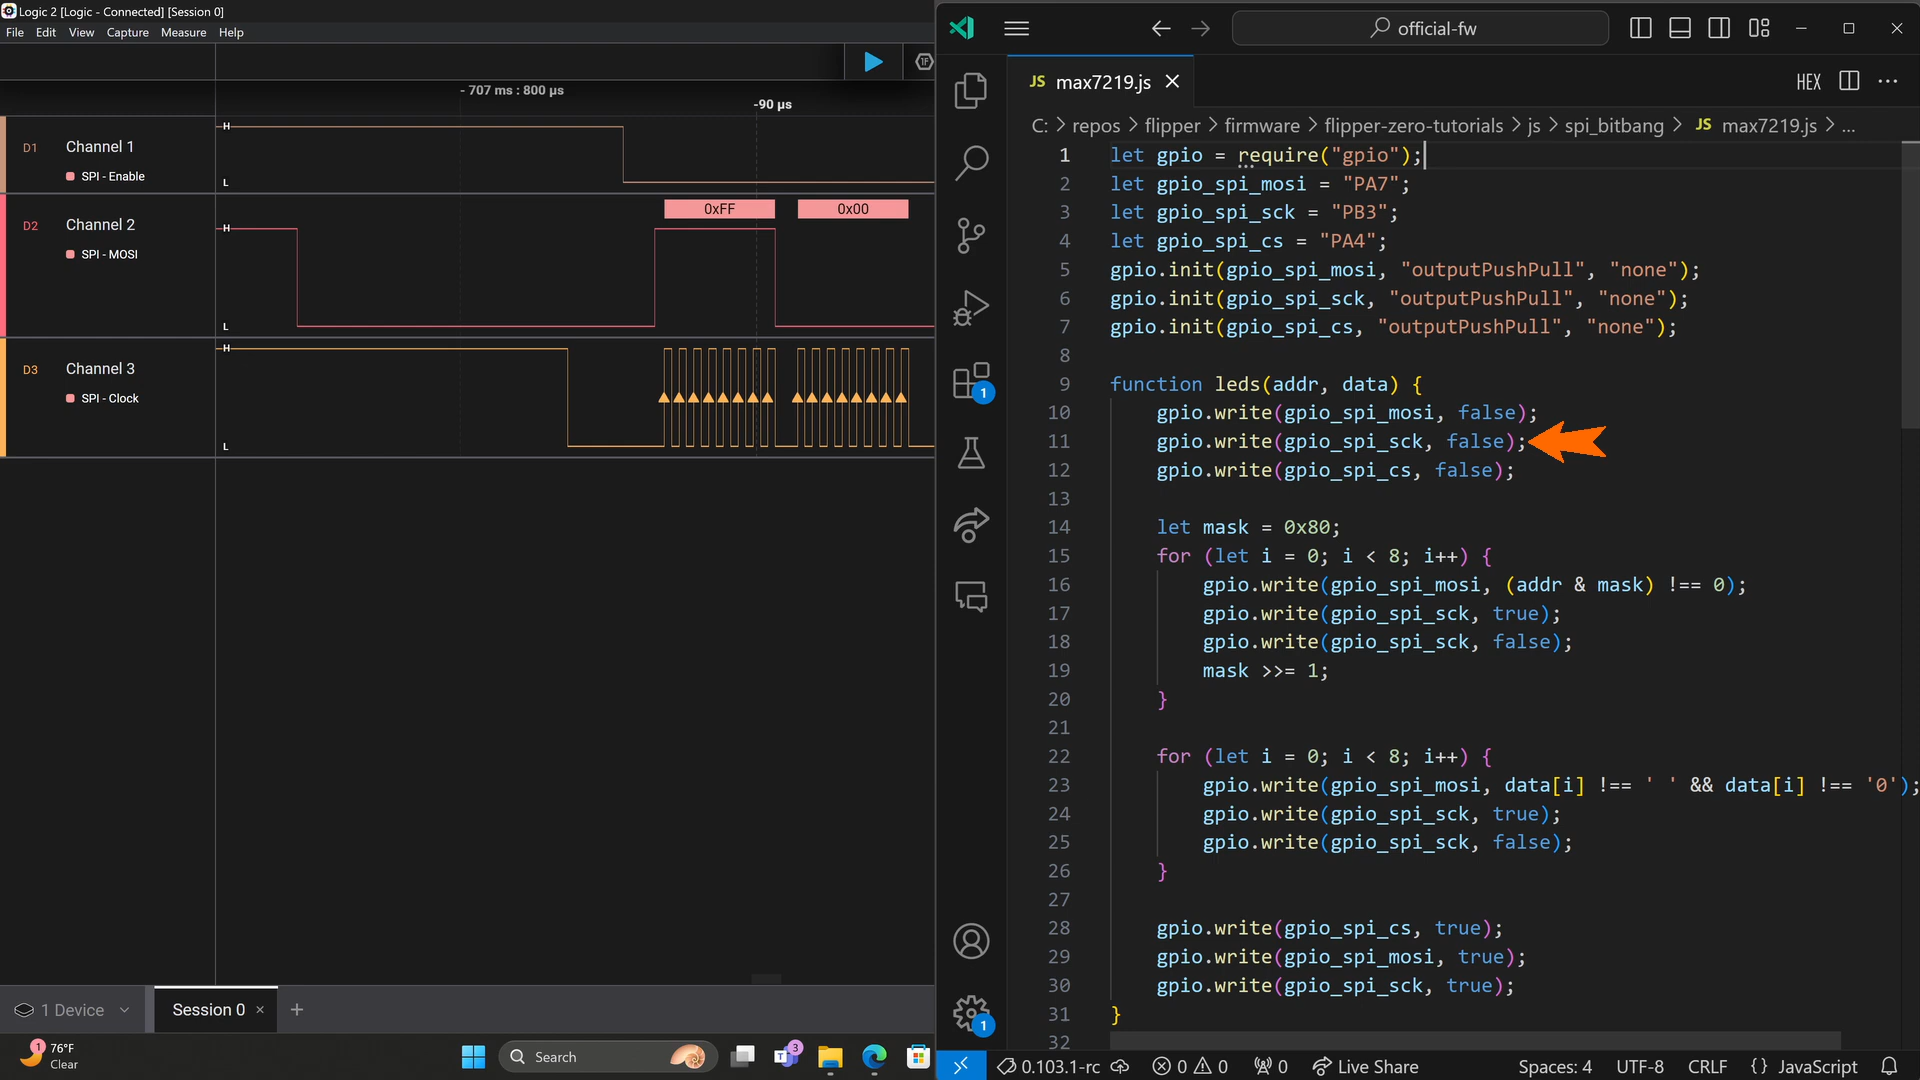 Logic 2 [Logic - Connected] [Session 0]
File Edit View Capture Measure Help
- 707 ms : 800 µs
-90 µs
D1 Channel 1
SPI - Enable
H
L
D2 Channel 2
SPI - MOSI
H
L
0xFF 0x00
D3 Channel 3
SPI - Clock
H
L
1 Device
Session 0 × +
1
76°F
Clear
Search
3
official-fw
JS max7219.js
HEX
C: > repos > flipper > firmware > flipper-zero-tutorials > js > spi_bitbang > JS max7219.js > ...
1 let gpio = require("gpio");
2 let gpio_spi_mosi = "PA7";
3 let gpio_spi_sck = "PB3";
4 let gpio_spi_cs = "PA4";
5 gpio.init(gpio_spi_mosi, "outputPushPull", "none");
6 gpio.init(gpio_spi_sck, "outputPushPull", "none");
7 gpio.init(gpio_spi_cs, "outputPushPull", "none");
8
9 function leds(addr, data) {
10 gpio.write(gpio_spi_mosi, false);
11 gpio.write(gpio_spi_sck, false);
12 gpio.write(gpio_spi_cs, false);
13
14 let mask = 0x80;
15 for (let i = 0; i < 8; i++) {
16 gpio.write(gpio_spi_mosi, (addr & mask) !== 0);
17 gpio.write(gpio_spi_sck, true);
18 gpio.write(gpio_spi_sck, false);
19 mask >>= 1;
20 }
21
22 for (let i = 0; i < 8; i++) {
23 gpio.write(gpio_spi_mosi, data[i] !== ' ' && data[i] !== '0');
24 gpio.write(gpio_spi_sck, true);
25 gpio.write(gpio_spi_sck, false);
26 }
27
28 gpio.write(gpio_spi_cs, true);
29 gpio.write(gpio_spi_mosi, true);
30 gpio.write(gpio_spi_sck, true);
31 }
32
1
1
0.103.1-rc 0 0 0 Live Share Spaces: 4 UTF-8 CRLF {} JavaScript